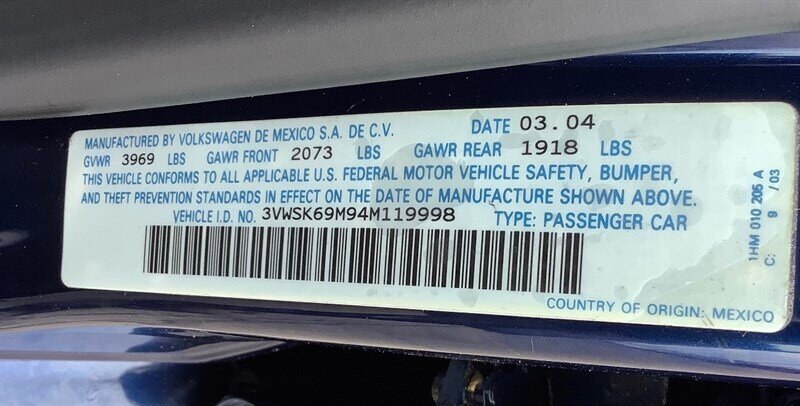 MANUFACTURED BY VOLKSWAGEN DE MEXICO S.A. DE C.V. DATE 03.04
GVWR 3969 LBS GAWR FRONT 2073 LBS GAWR REAR 1918 LBS
THIS VEHICLE CONFORMS TO ALL APPLICABLE U.S. FEDERAL MOTOR VEHICLE SAFETY, BUMPER,
AND THEFT PREVENTION STANDARDS IN EFFECT ON THE DATE OF MANUFACTURE SHOWN ABOVE.
VEHICLE I.D. NO. 3VWSK69M94M119998 TYPE: PASSENGER CAR
COUNTRY OF ORIGIN: MEXICO
1HM 010 205 A
C: 9 / 03